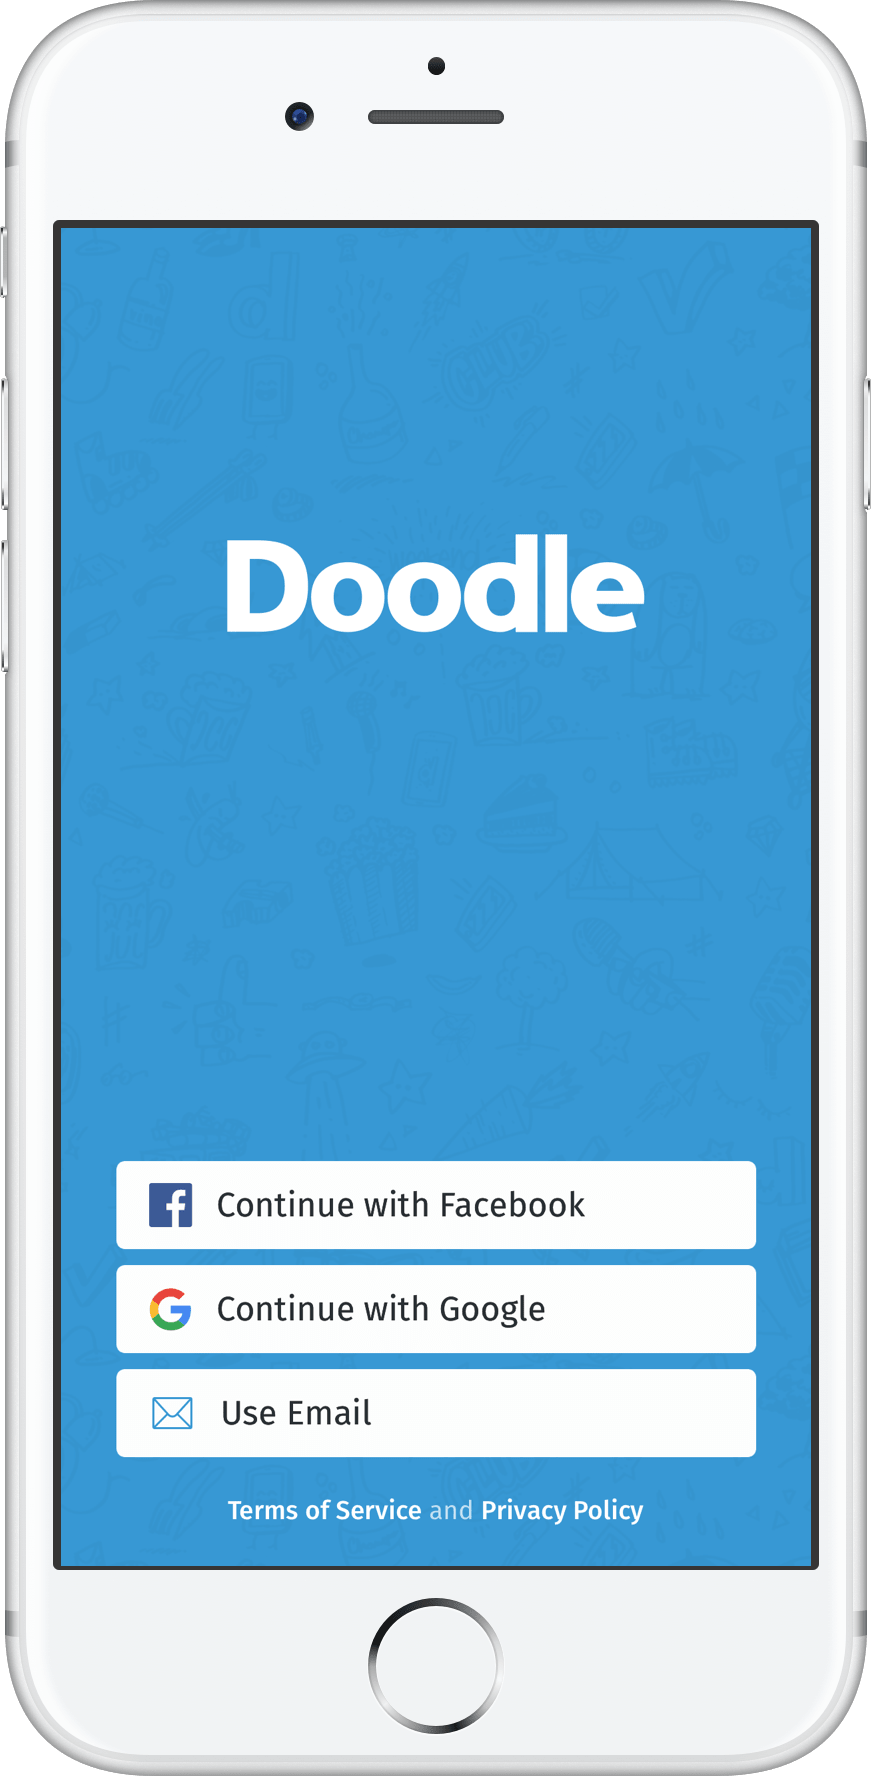 Doodle
Continue with Facebook
Continue with Google
Use Email
Terms of Service and Privacy Policy